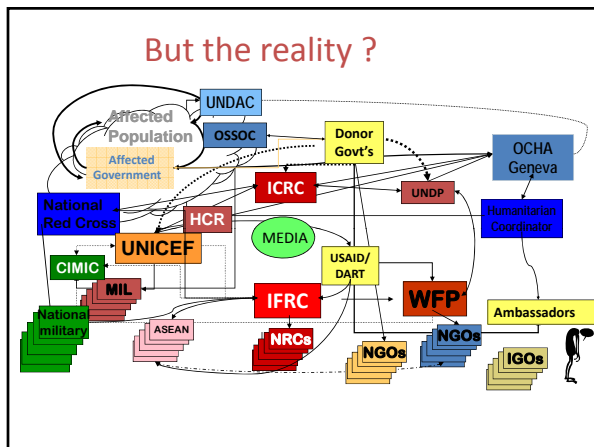 But the reality ?
UNDAC
Affected
Population
OSSOC
Donor
Govt's
Affected
Government
OCHA
Geneva
ICRC
UNDP
National
Red Cross
HCR
Humanitarian
Coordinator
UNICEF
MEDIA
CIMIC
USAID/
DART
MIL
IFRC
WFP
National
military
ASEAN
Ambassadors
NRCs
NGOs
NGOs
IGOs